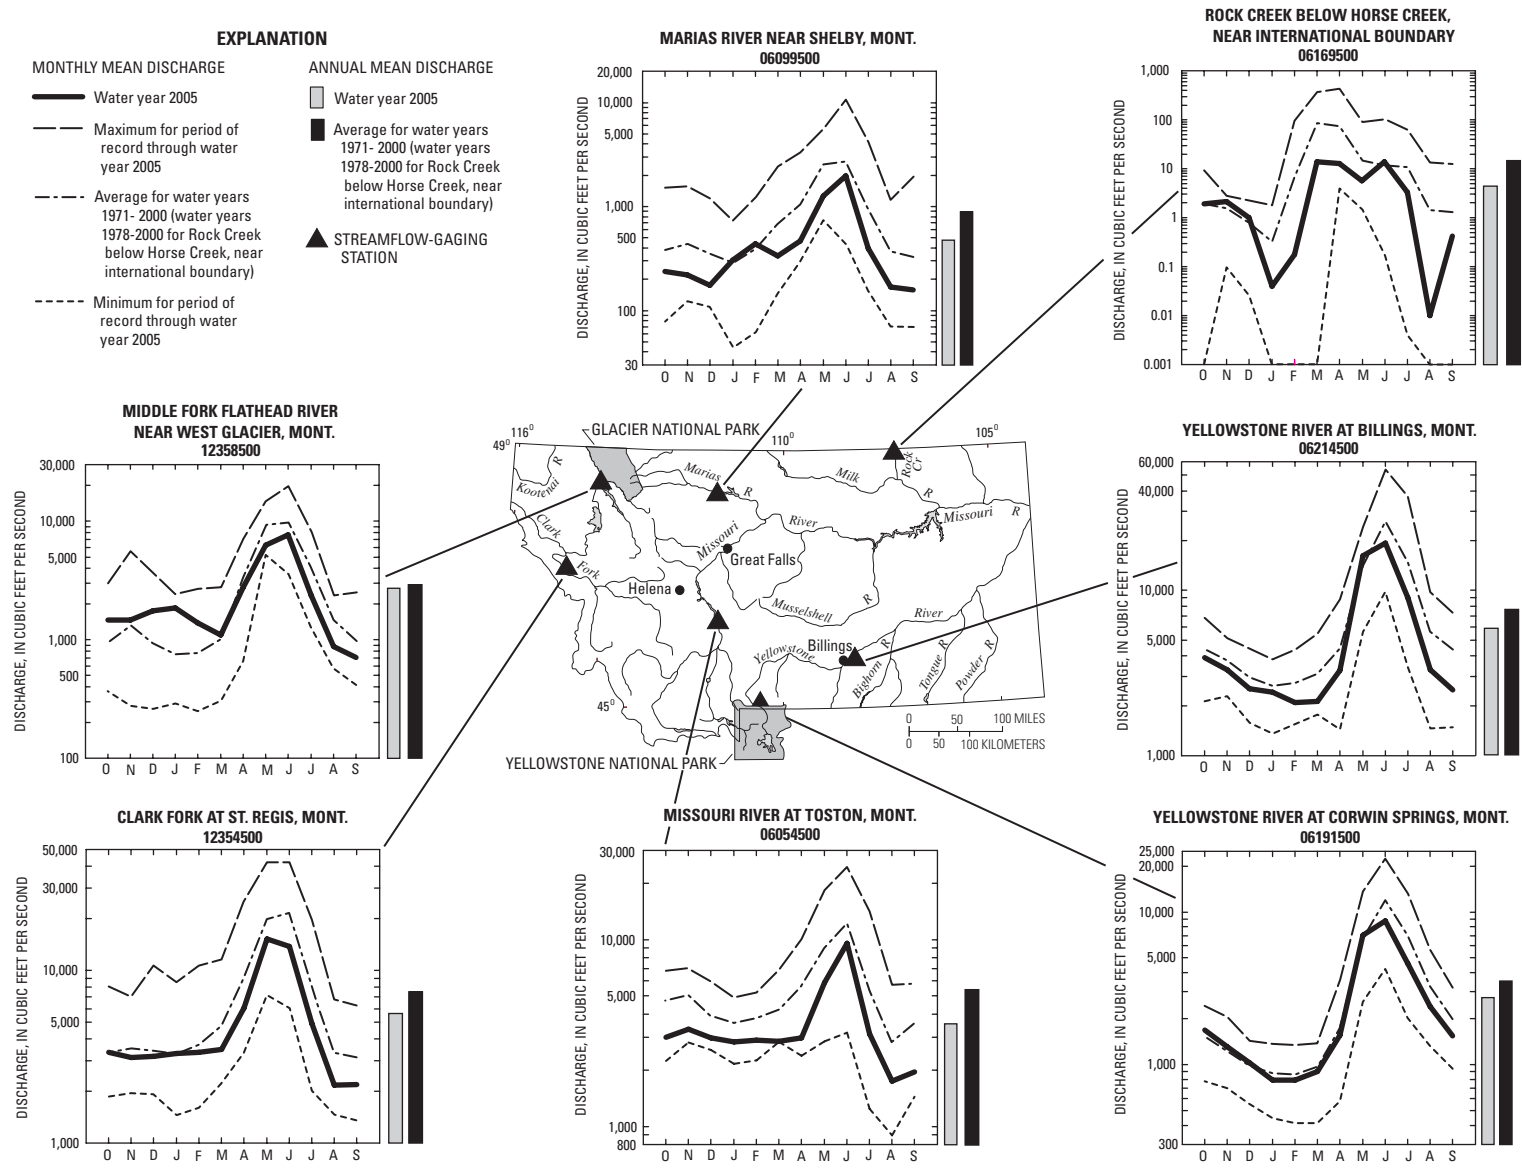 EXPLANATION
MONTHLY MEAN DISCHARGE
Water year 2005
Maximum for period of
record through water
year 2005
Average for water years
1971- 2000 (water years
1978-2000 for Rock Creek
below Horse Creek, near
international boundary)
Minimum for period of
record through water
year 2005
ANNUAL MEAN DISCHARGE
Water year 2005
Average for water years
1971- 2000 (water years
1978-2000 for Rock Creek
below Horse Creek, near
international boundary)
STREAMFLOW-GAGING
STATION
MARIAS RIVER NEAR SHELBY, MONT.
06099500
DISCHARGE, IN CUBIC FEET PER SECOND
20,000
10,000
5,000
2,000
1,000
500
100
30
O N D J F M A M J J A S
ROCK CREEK BELOW HORSE CREEK,
NEAR INTERNATIONAL BOUNDARY
06169500
DISCHARGE, IN CUBIC FEET PER SECOND
1,000
100
10
1
0.1
0.01
0.001
O N D J F M A M J J A S
MIDDLE FORK FLATHEAD RIVER
NEAR WEST GLACIER, MONT.
12358500
DISCHARGE, IN CUBIC FEET PER SECOND
30,000
10,000
5,000
1,000
500
100
O N D J F M A M J J A S
116°
49°
GLACIER NATIONAL PARK
110°
105°
Kootenai R
Marias R
Milk R
Rock Cr
Clark Fork
Missouri River
Missouri R
Great Falls
Helena
Musselshell R
Billings
Yellowstone River
Bighorn R
Tongue R
Powder R
45°
0 50 100 MILES
0 50 100 KILOMETERS
YELLOWSTONE NATIONAL PARK
YELLOWSTONE RIVER AT BILLINGS, MONT.
06214500
DISCHARGE, IN CUBIC FEET PER SECOND
60,000
40,000
10,000
5,000
1,000
O N D J F M A M J J A S
CLARK FORK AT ST. REGIS, MONT.
12354500
DISCHARGE, IN CUBIC FEET PER SECOND
50,000
30,000
10,000
5,000
1,000
O N D J F M A M J J A S
MISSOURI RIVER AT TOSTON, MONT.
06054500
DISCHARGE, IN CUBIC FEET PER SECOND
30,000
10,000
5,000
1,000
800
O N D J F M A M J J A S
YELLOWSTONE RIVER AT CORWIN SPRINGS, MONT.
06191500
DISCHARGE, IN CUBIC FEET PER SECOND
25,000
20,000
10,000
5,000
1,000
300
O N D J F M A M J J A S